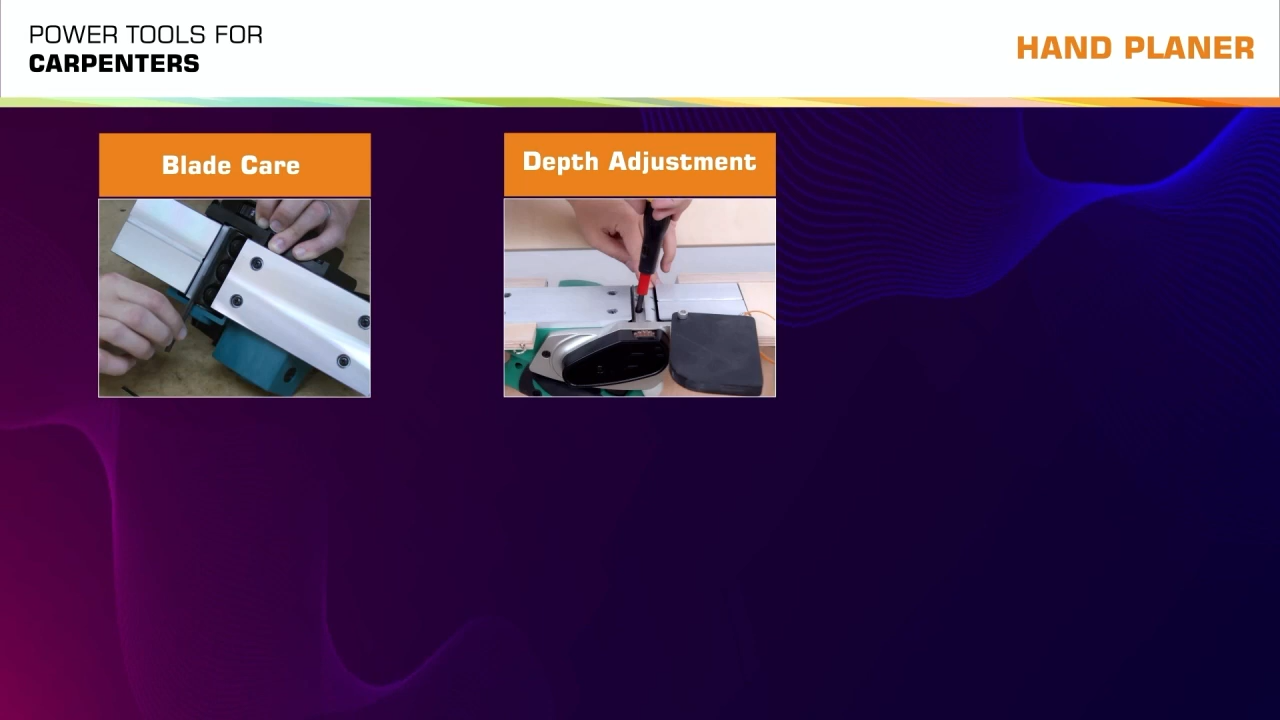 POWER TOOLS FOR
CARPENTERS
HAND PLANER
Blade Care
Depth Adjustment